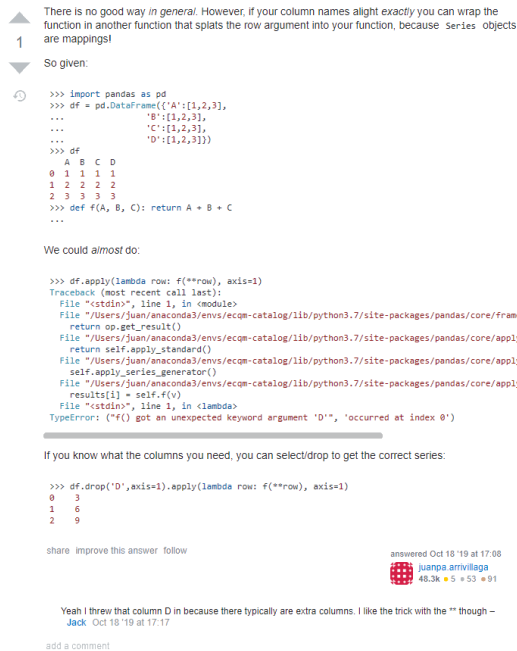 There is no good way in general. However, if your column names alight exactly you can wrap the
function in another function that splats the row argument into your function, because Series objects
are mappings!
1
So given:
>>> import pandas as pd
>>> df = pd.DataFrame({'A':[1,2,3],
... 'B':[1,2,3],
... 'C':[1,2,3],
... 'D':[1,2,3]})
>>> df
A B C D
0 1 1 1 1
1 2 2 2 2
2 3 3 3 3
>>> def f(A, B, C): return A + B + C
...
We could almost do:
>>> df.apply(lambda row: f(**row), axis=1)
Traceback (most recent call last):
File "<stdin>", line 1, in <module>
File "/Users/juan/anaconda3/envs/ecqm-catalog/lib/python3.7/site-packages/pandas/core/fram
return op.get_result()
File "/Users/juan/anaconda3/envs/ecqm-catalog/lib/python3.7/site-packages/pandas/core/appl
return self.apply_standard()
File "/Users/juan/anaconda3/envs/ecqm-catalog/lib/python3.7/site-packages/pandas/core/appl
self.apply_series_generator()
File "/Users/juan/anaconda3/envs/ecqm-catalog/lib/python3.7/site-packages/pandas/core/appl
results[i] = self.f(v)
File "<stdin>", line 1, in <lambda>
TypeError: ("f() got an unexpected keyword argument 'D'", 'occurred at index 0')
If you know what the columns you need, you can select/drop to get the correct series:
>>> df.drop('D',axis=1).apply(lambda row: f(**row), axis=1)
0 3
1 6
2 9
share improve this answer follow
answered Oct 18 '19 at 17:08
juanpa.arrivillaga
48.3k 5 53 91
Yeah I threw that column D in because there typically are extra columns. I like the trick with the ** though –
Jack Oct 18 '19 at 17:17
add a comment